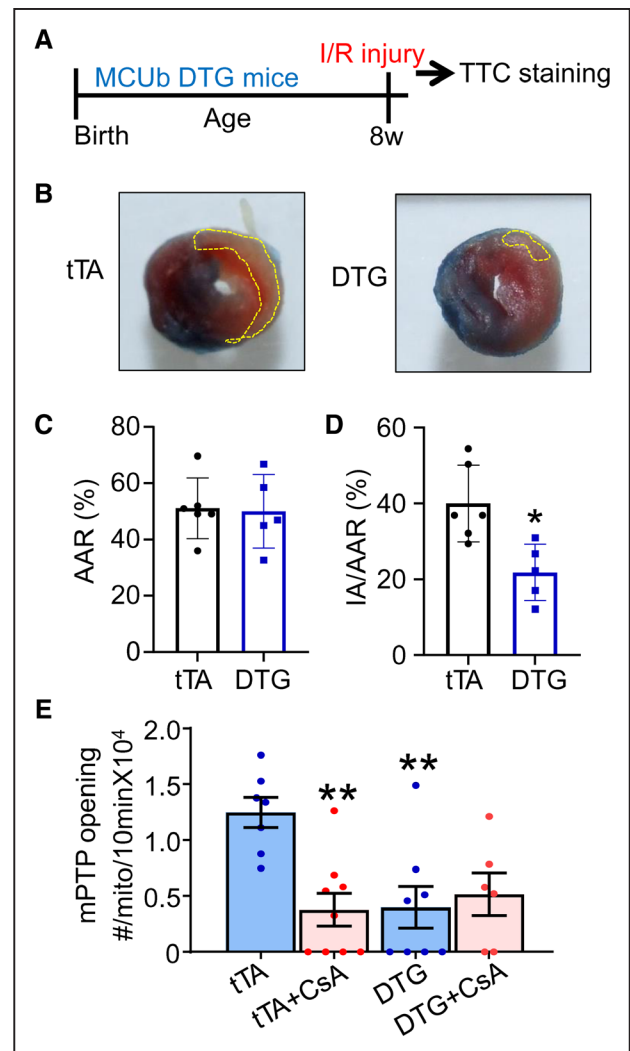 A
I/R injury
MCUb DTG mice
TTC staining
Age
Birth
8w
B
tTA
DTG
C
D
80
60
40
20
0
AAR (%)
tTA DTG
60
40
20
0
IA/AAR (%)
*
tTA DTG
E
2.0
1.5
1.0
0.5
0
mPTP opening
#/mito/10minX10⁴
**
**
tTA
tTA+CsA
DTG
DTG+CsA